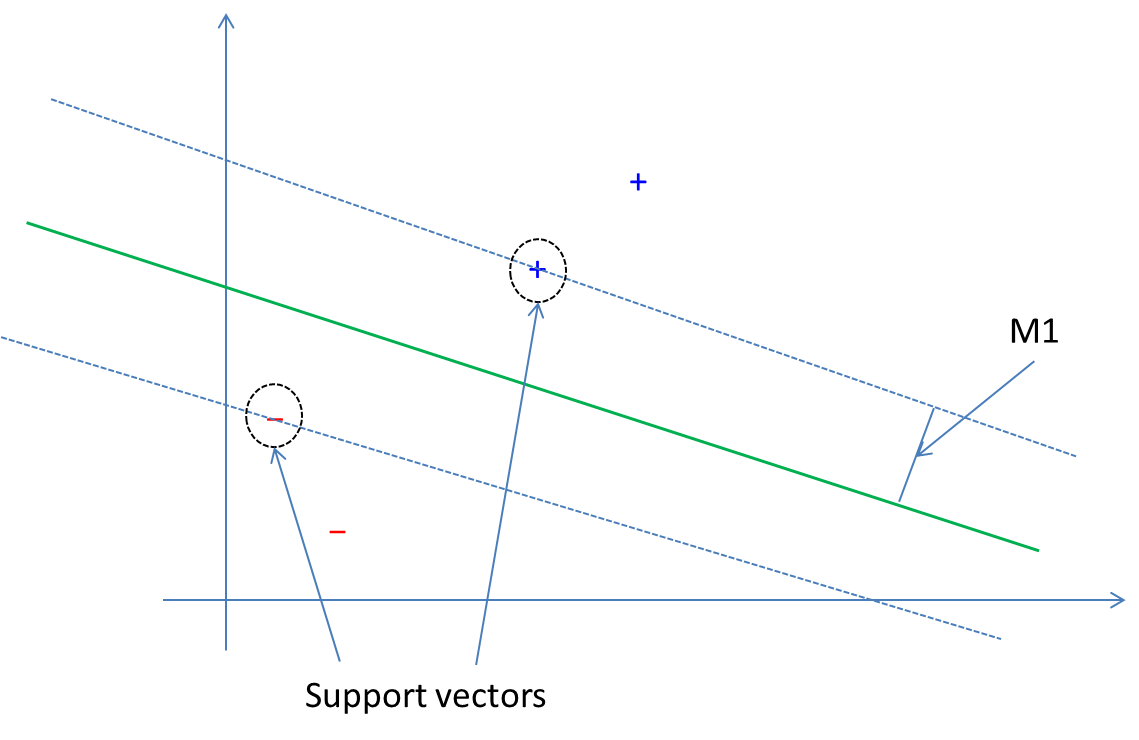 +
+
M1
–
–
Support vectors